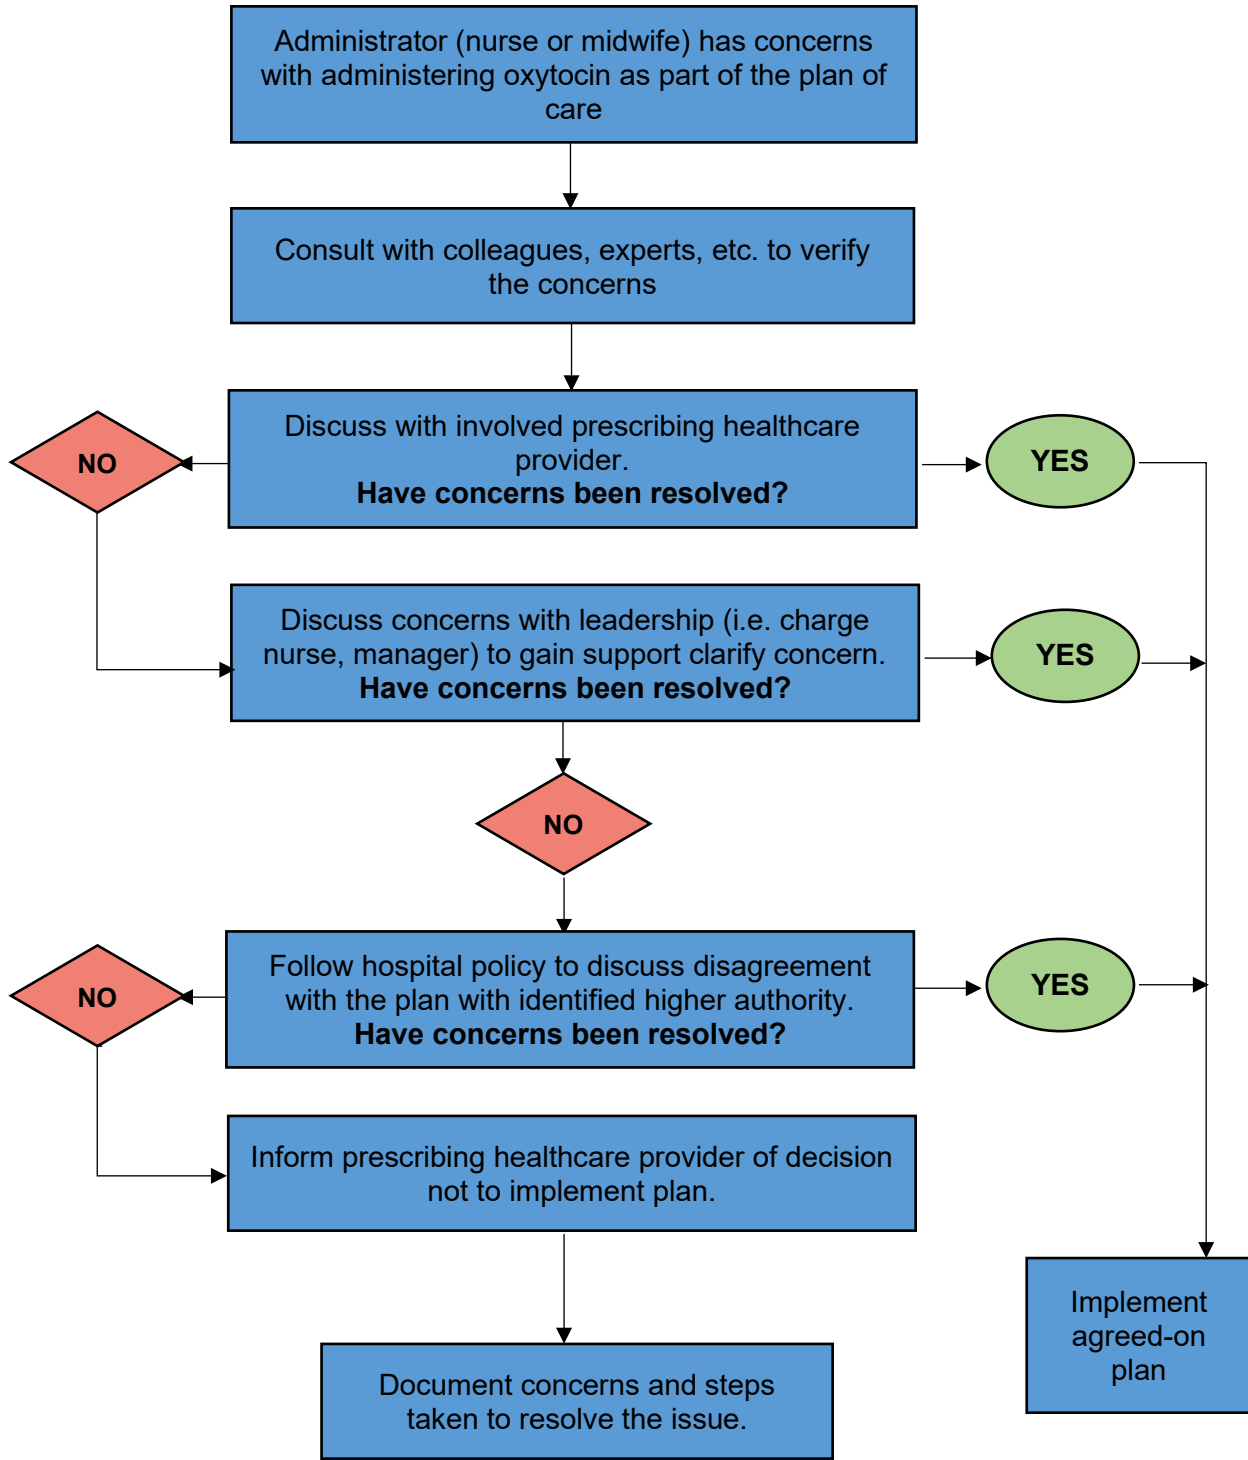 Administrator (nurse or midwife) has concerns
with administering oxytocin as part of the plan of
care
Consult with colleagues, experts, etc. to verify
the concerns
Discuss with involved prescribing healthcare
provider.
Have concerns been resolved?
NO
YES
Discuss concerns with leadership (i.e. charge
nurse, manager) to gain support clarify concern.
Have concerns been resolved?
YES
NO
Follow hospital policy to discuss disagreement
with the plan with identified higher authority.
Have concerns been resolved?
NO
YES
Inform prescribing healthcare provider of decision
not to implement plan.
Implement
agreed-on
plan
Document concerns and steps
taken to resolve the issue.